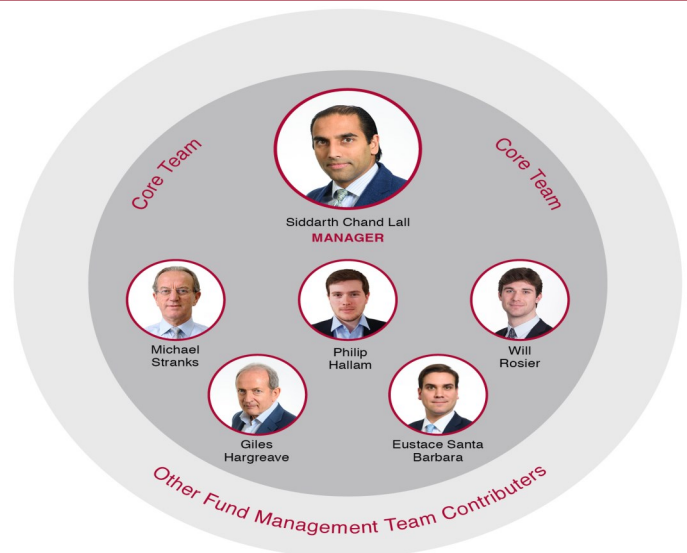 Core Team
Core Team
Siddarth Chand Lall
MANAGER
Michael
Stranks
Philip
Hallam
Will
Rosier
Giles
Hargreave
Eustace Santa
Barbara
Other Fund Management Team Contributers